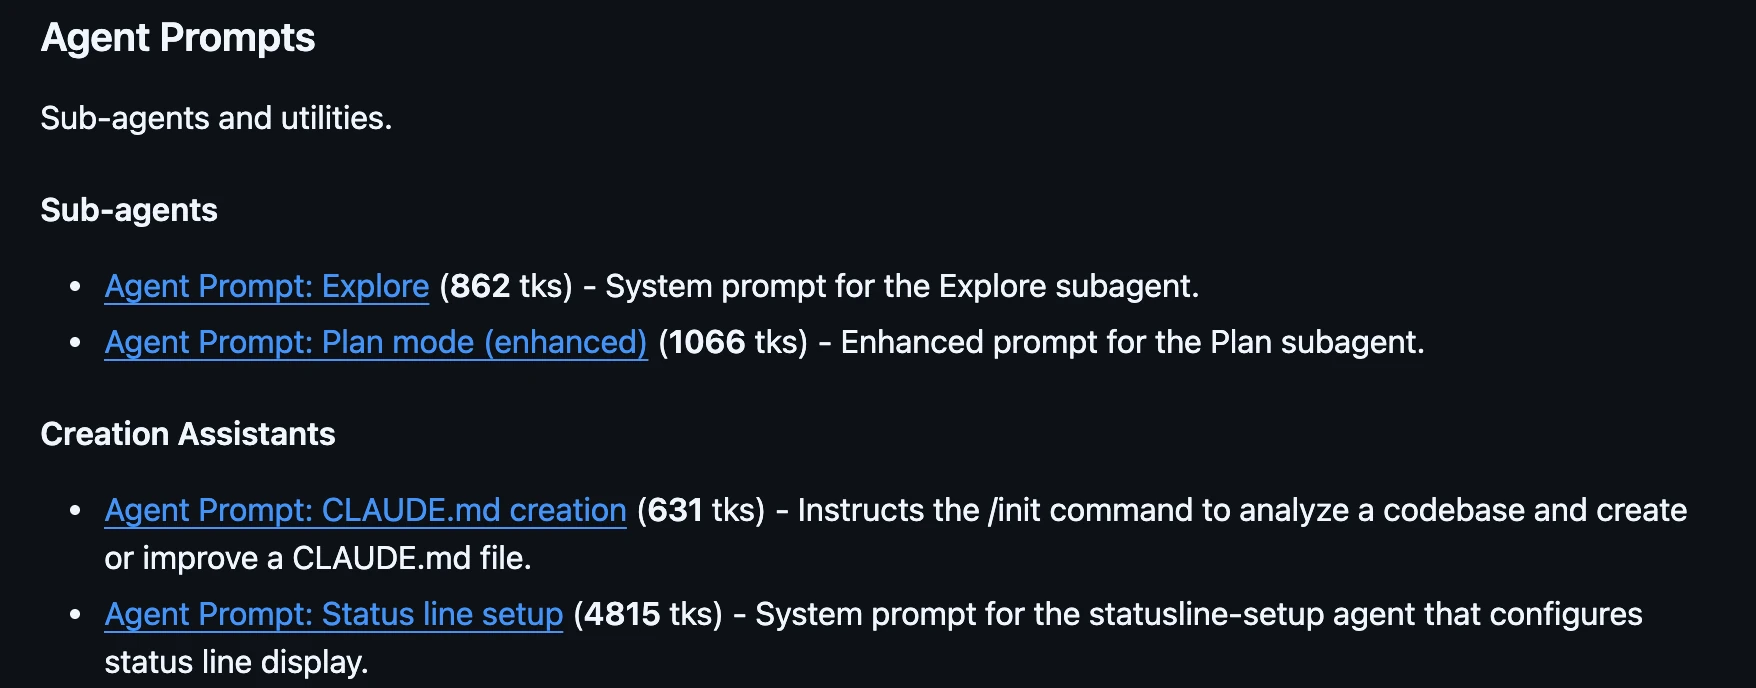 Agent Prompts
Sub-agents and utilities.
Sub-agents
• Agent Prompt: Explore (862 tks) - System prompt for the Explore subagent.
• Agent Prompt: Plan mode (enhanced) (1066 tks) - Enhanced prompt for the Plan subagent.
Creation Assistants
• Agent Prompt: CLAUDE.md creation (631 tks) - Instructs the /init command to analyze a codebase and create
or improve a CLAUDE.md file.
• Agent Prompt: Status line setup (4815 tks) - System prompt for the statusline-setup agent that configures
status line display.